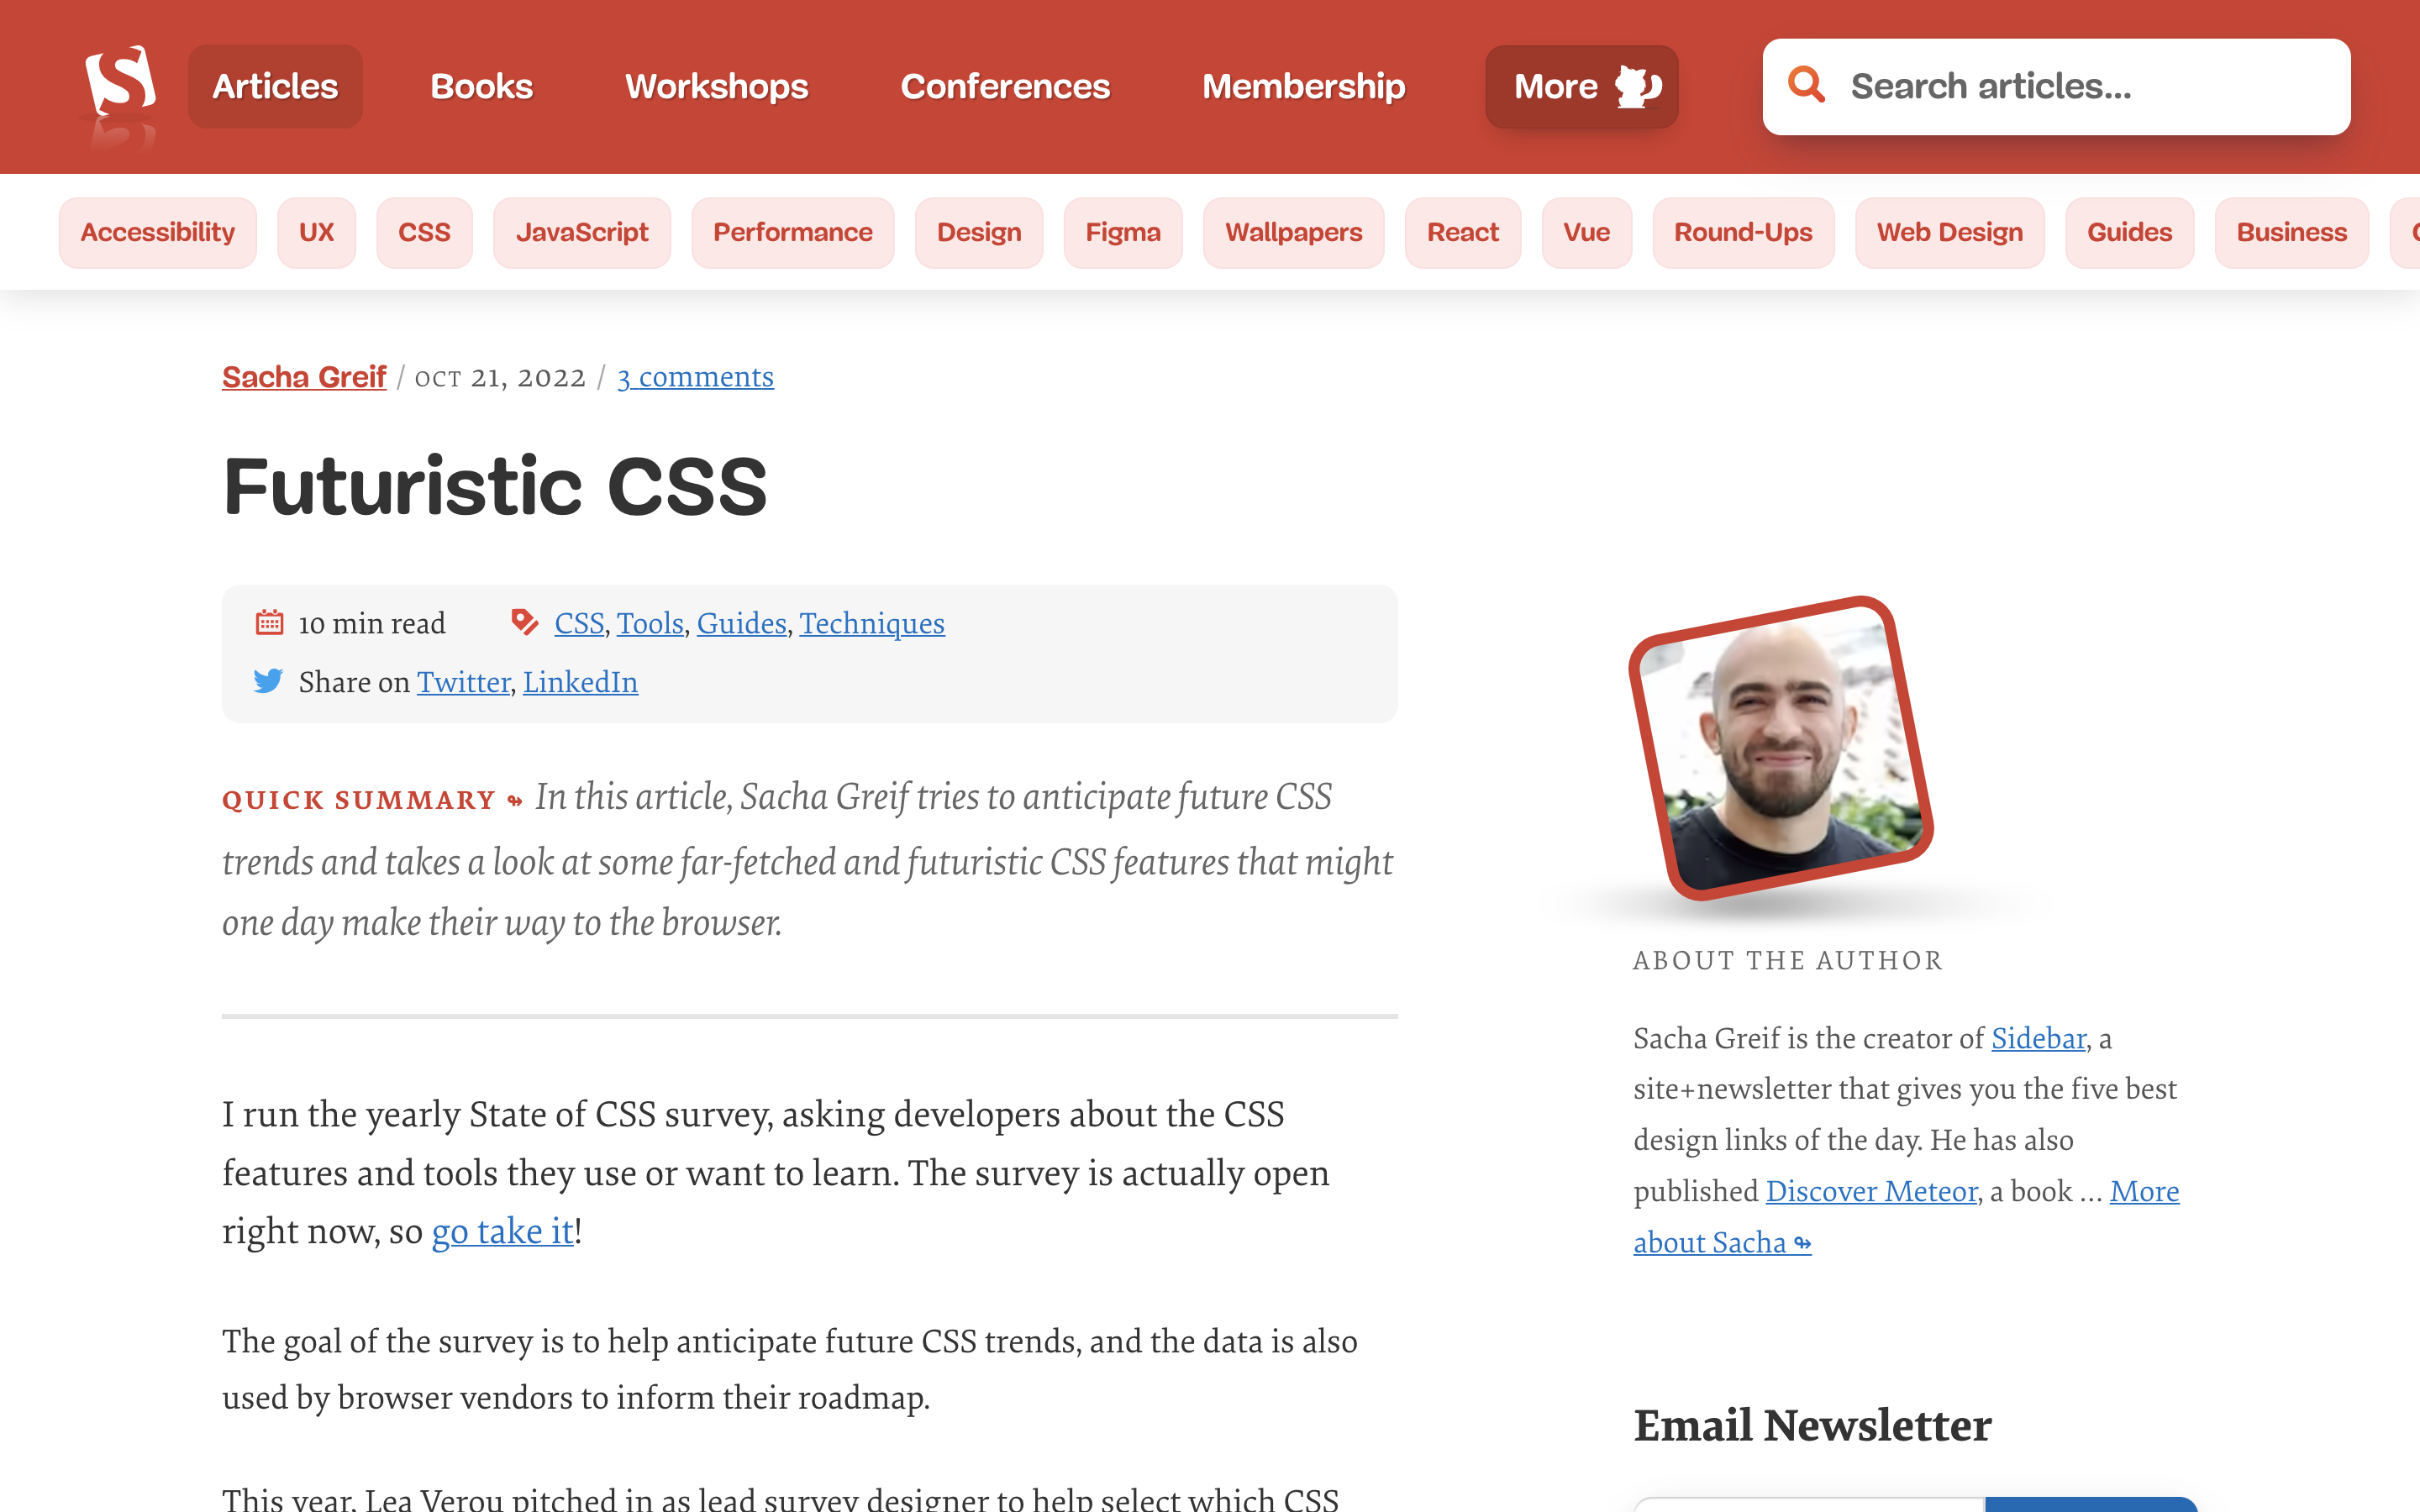 Articles
Books
Workshops
Conferences
Membership
More
Search articles...
Accessibility
UX
CSS
JavaScript
Performance
Design
Figma
Wallpapers
React
Vue
Round-Ups
Web Design
Guides
Business
Sacha Greif / OCT 21, 2022 / 3 comments
Futuristic CSS
10 min read
CSS, Tools, Guides, Techniques
Share on Twitter, LinkedIn
QUICK SUMMARY ↬ In this article, Sacha Greif tries to anticipate future CSS
trends and takes a look at some far-fetched and futuristic CSS features that might
one day make their way to the browser.
I run the yearly State of CSS survey, asking developers about the CSS
features and tools they use or want to learn. The survey is actually open
right now, so go take it!
The goal of the survey is to help anticipate future CSS trends, and the data is also
used by browser vendors to inform their roadmap.
This year, Lea Verou pitched in as lead survey designer to help select which CSS
ABOUT THE AUTHOR
Sacha Greif is the creator of Sidebar, a
site+newsletter that gives you the five best
design links of the day. He has also
published Discover Meteor, a book … More
about Sacha ↬
Email Newsletter